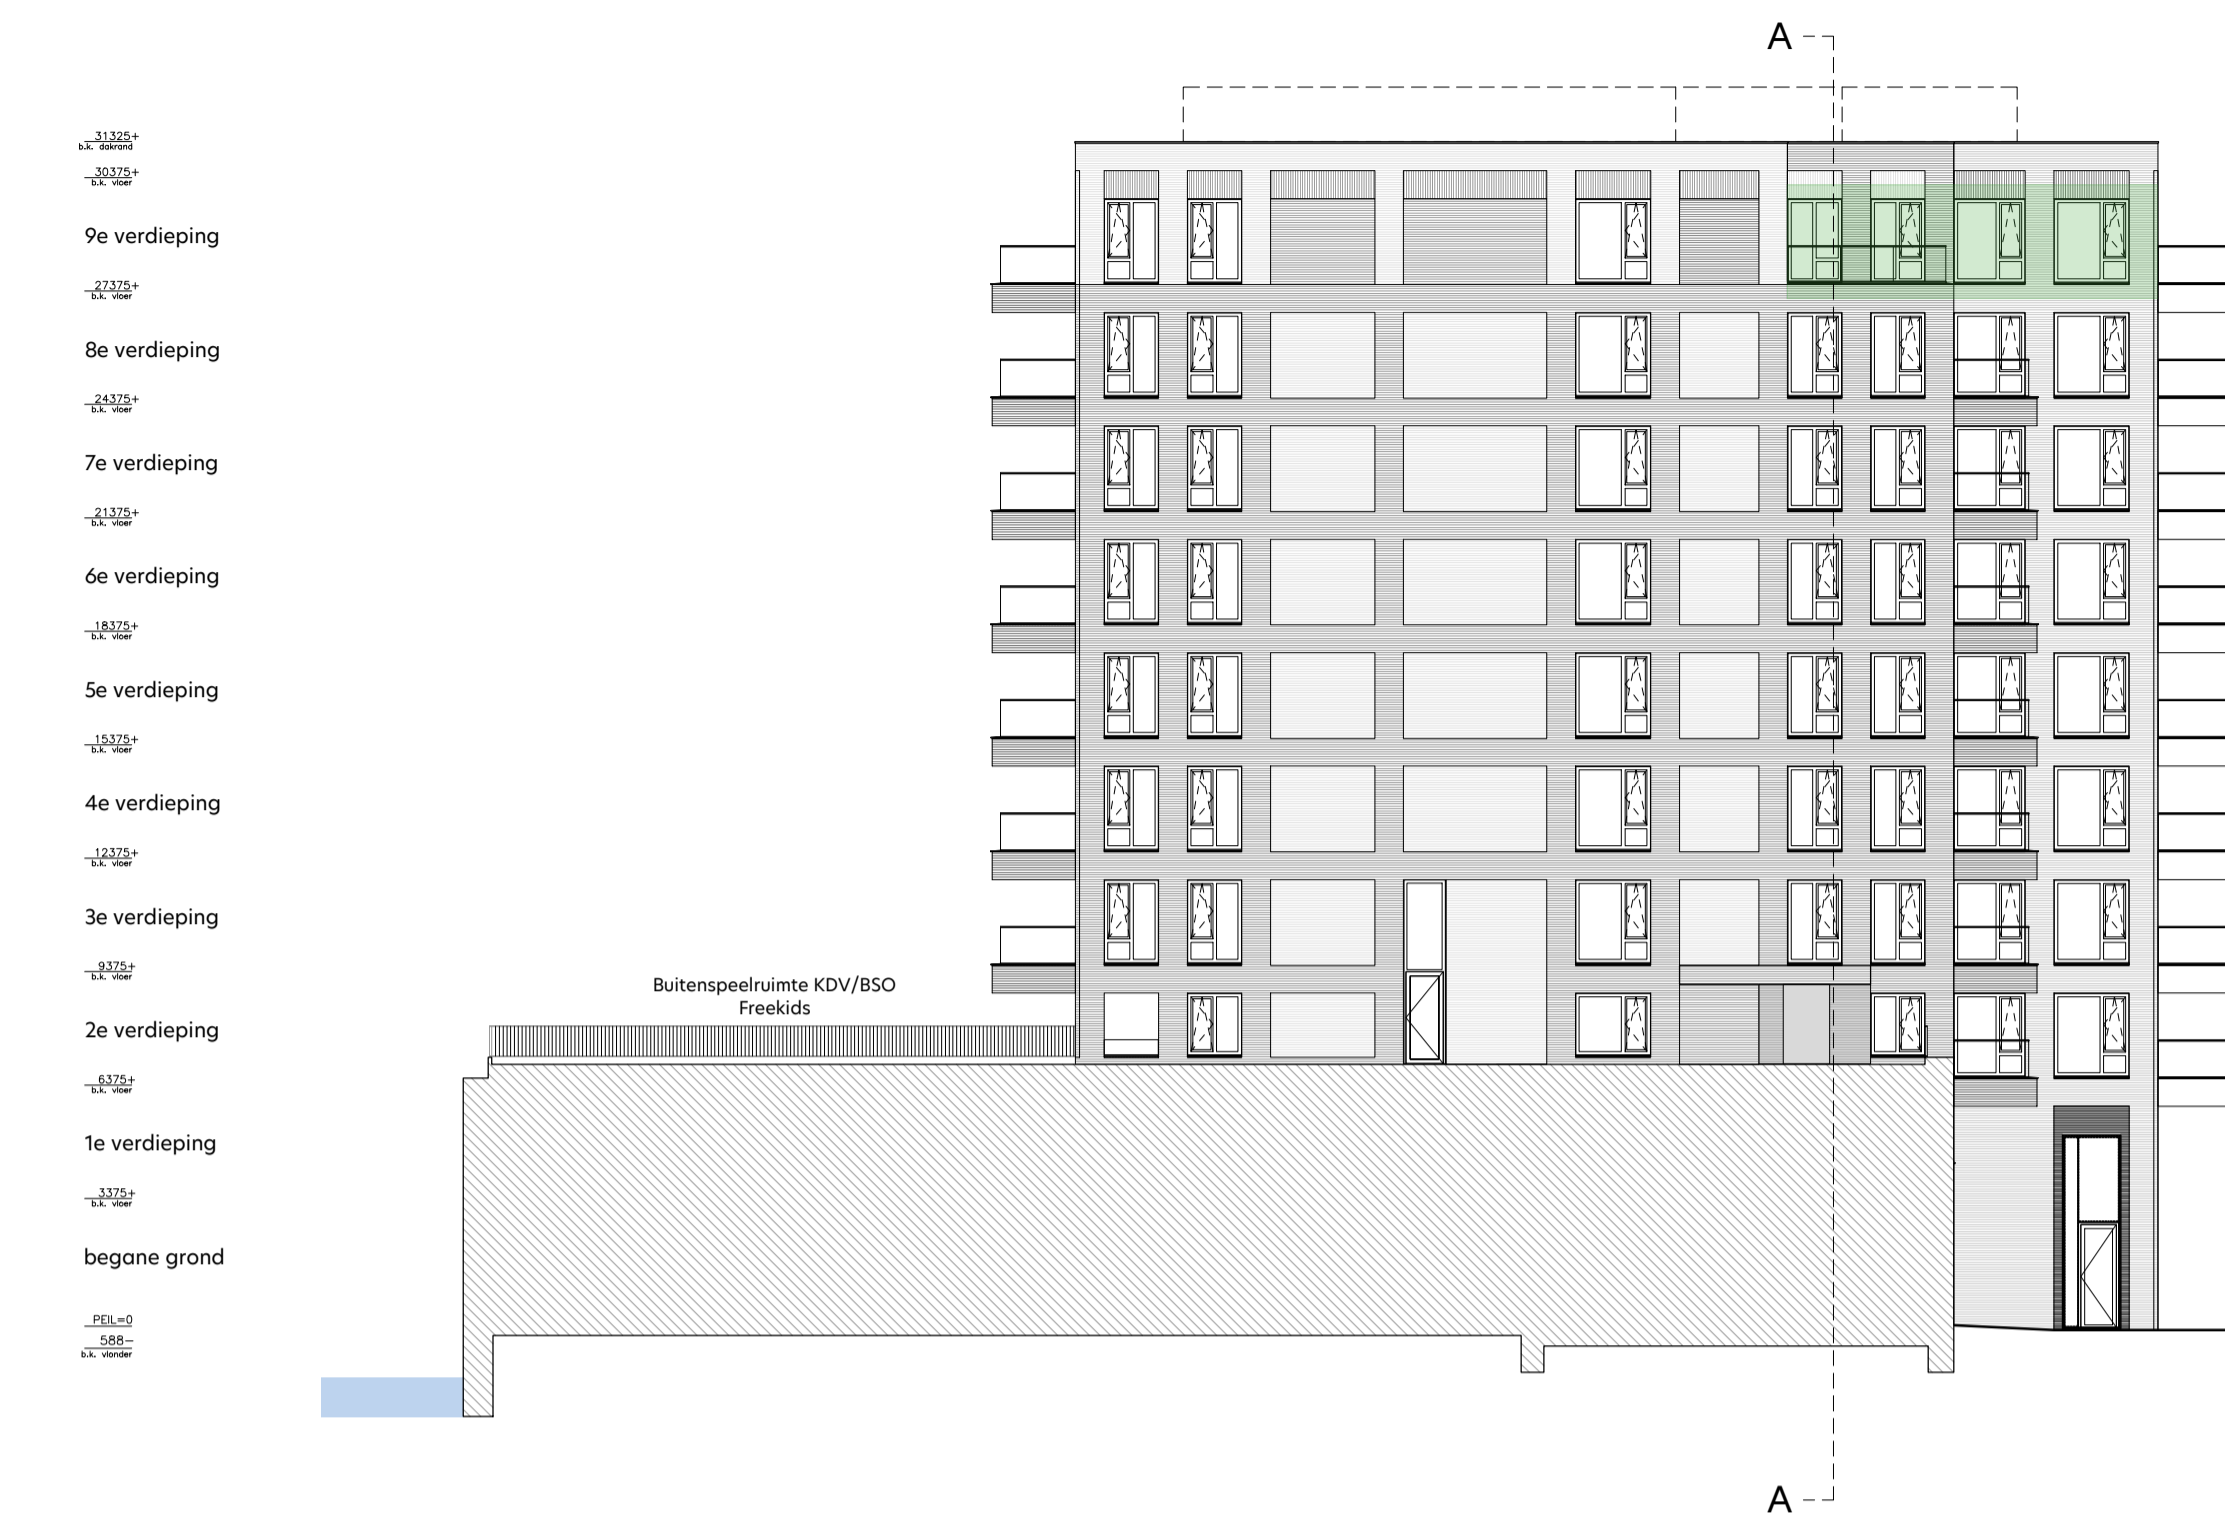 A
31325+
b.k. dakrand
30375+
b.k. vloer
9e verdieping
27375+
b.k. vloer
8e verdieping
24375+
b.k. vloer
7e verdieping
21375+
b.k. vloer
6e verdieping
18375+
b.k. vloer
5e verdieping
15375+
b.k. vloer
4e verdieping
12375+
b.k. vloer
3e verdieping
9375+
b.k. vloer
Buitenspeelruimte KDV/BSO
Freekids
2e verdieping
6375+
b.k. vloer
1e verdieping
3375+
b.k. vloer
begane grond
PEIL=0
588−
b.k. vlonder
A